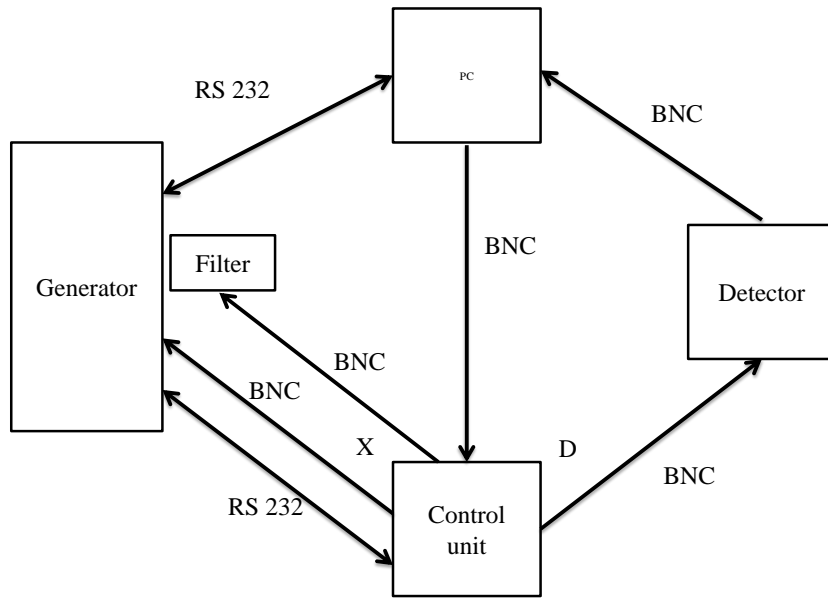 PC
RS 232
BNC
BNC
Filter
Generator
Detector
BNC
BNC
X
D
BNC
RS 232
Control
unit